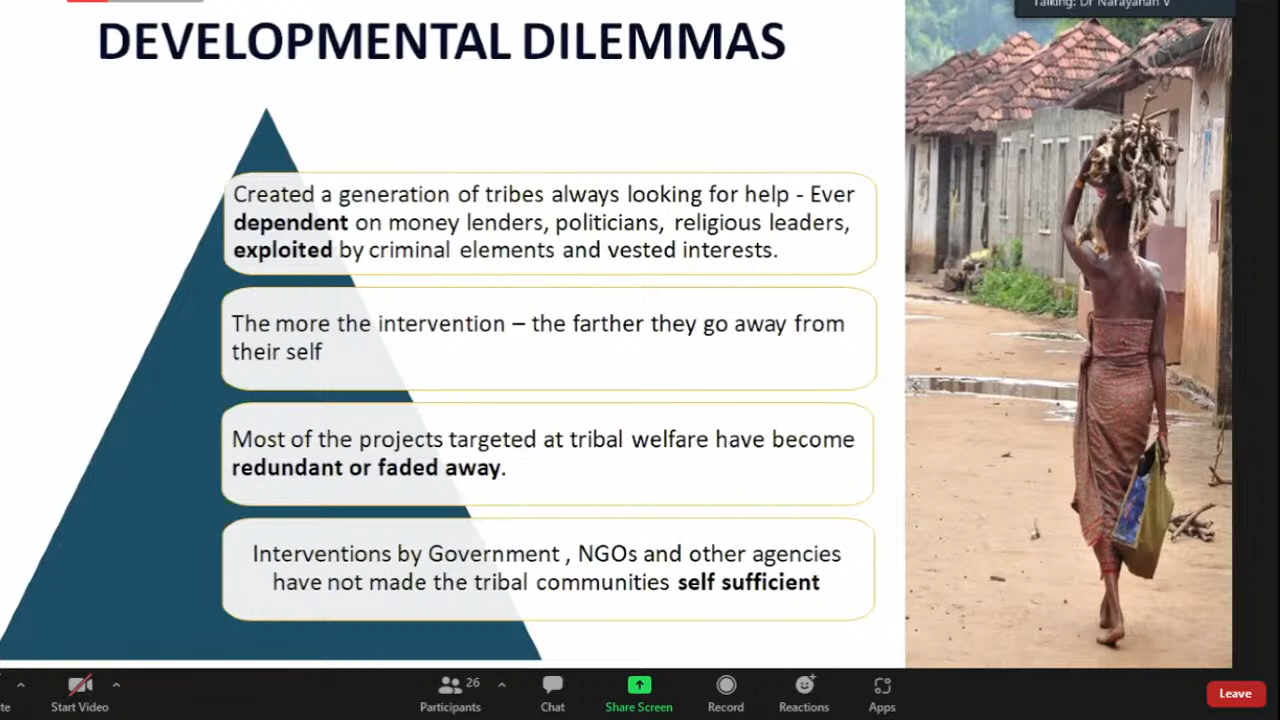 Talking: Dr Narayanan V
DEVELOPMENTAL DILEMMAS
Created a generation of tribes always looking for help - Ever
dependent on money lenders, politicians, religious leaders,
exploited by criminal elements and vested interests.
The more the intervention – the farther they go away from
their self
Most of the projects targeted at tribal welfare have become
redundant or faded away.
Interventions by Government , NGOs and other agencies
have not made the tribal communities self sufficient
Start Video
26
Participants
Chat
Share Screen
Record
Reactions
Apps
Leave